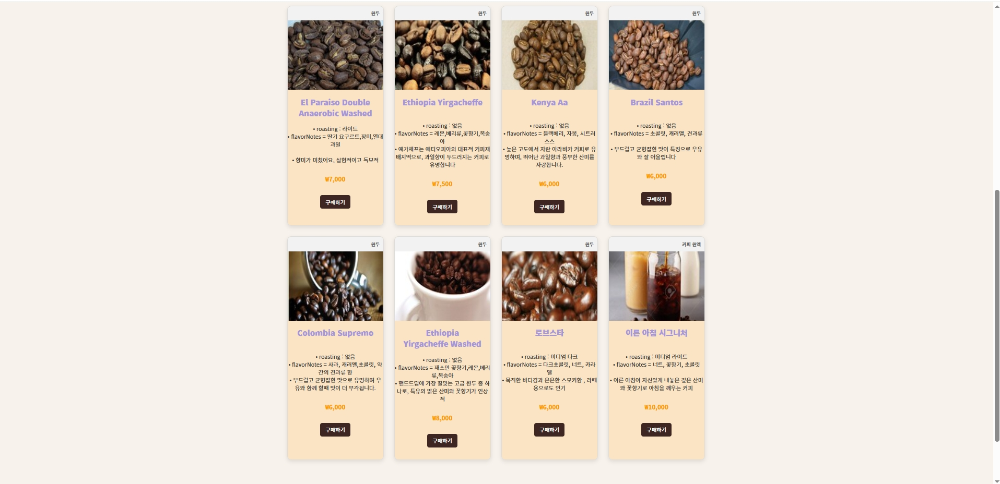 원두
El Paraiso Double
Anaerobic Washed
• roasting : 라이트
• flavorNotes = 딸기 요구르트,장미,열대
과일
• 향미가 미쳤어요, 실험적이고 독보적
₩7,000
구매하기
원두
Ethiopia Yirgacheffe
• roasting : 없음
• flavorNotes = 레몬,베리류,꽃향기,복숭
아
• 예가체프는 에티오피아의 대표적 커피재
배지역으로, 과일향이 두드러지는 커피로
유명합니다
₩7,500
구매하기
원두
Kenya Aa
• roasting : 없음
• flavorNotes = 블랙베리, 자몽, 시트러
스스
• 높은 고도에서 자란 아라비카 커피로 유
명하며, 뛰어난 과일향과 풍부한 산미를
자랑합니다.
₩6,000
구매하기
원두
Brazil Santos
• roasting : 없음
• flavorNotes = 초콜릿, 캐러멜, 견과류
• 부드럽고 균형잡힌 맛이 특징으로 우유
와 잘 어울립니다
₩6,000
구매하기
원두
Colombia Supremo
• roasting : 없음
• flavorNotes = 사과, 캐러멜,초콜릿, 약
간의 견과류 향
• 부드럽고 균형잡힌 맛으로 유명하며 우
유와 함께 할때 맛이 더 부각됩니다.
₩6,000
구매하기
원두
Ethiopia
Yirgacheffe Washed
• roasting : 없음
• flavorNotes = 재스민 꽃향기,레몬,베리
류,복숭아
• 핸드드립에 가장 잘맞는 고급 원두 중 하
나로, 특유의 밝은 산미와 꽃향기가 인상
적
₩8,000
구매하기
원두
로브스타
• roasting : 미디엄 다크
• flavorNotes = 다크초콜릿, 너트, 카라
멜
• 묵직한 바디감과 은은한 스모키함 , 라떼
용으로도 인기
₩6,000
구매하기
커피 원액
이른 아침 시그니쳐
• roasting : 미디엄 라이트
• flavorNotes = 너트, 꽃향기, 초콜릿
• 이른 아침이 자신있게 내놓은 깊은 산미
와 꽃향기로 아침을 깨우는 커피
₩10,000
구매하기